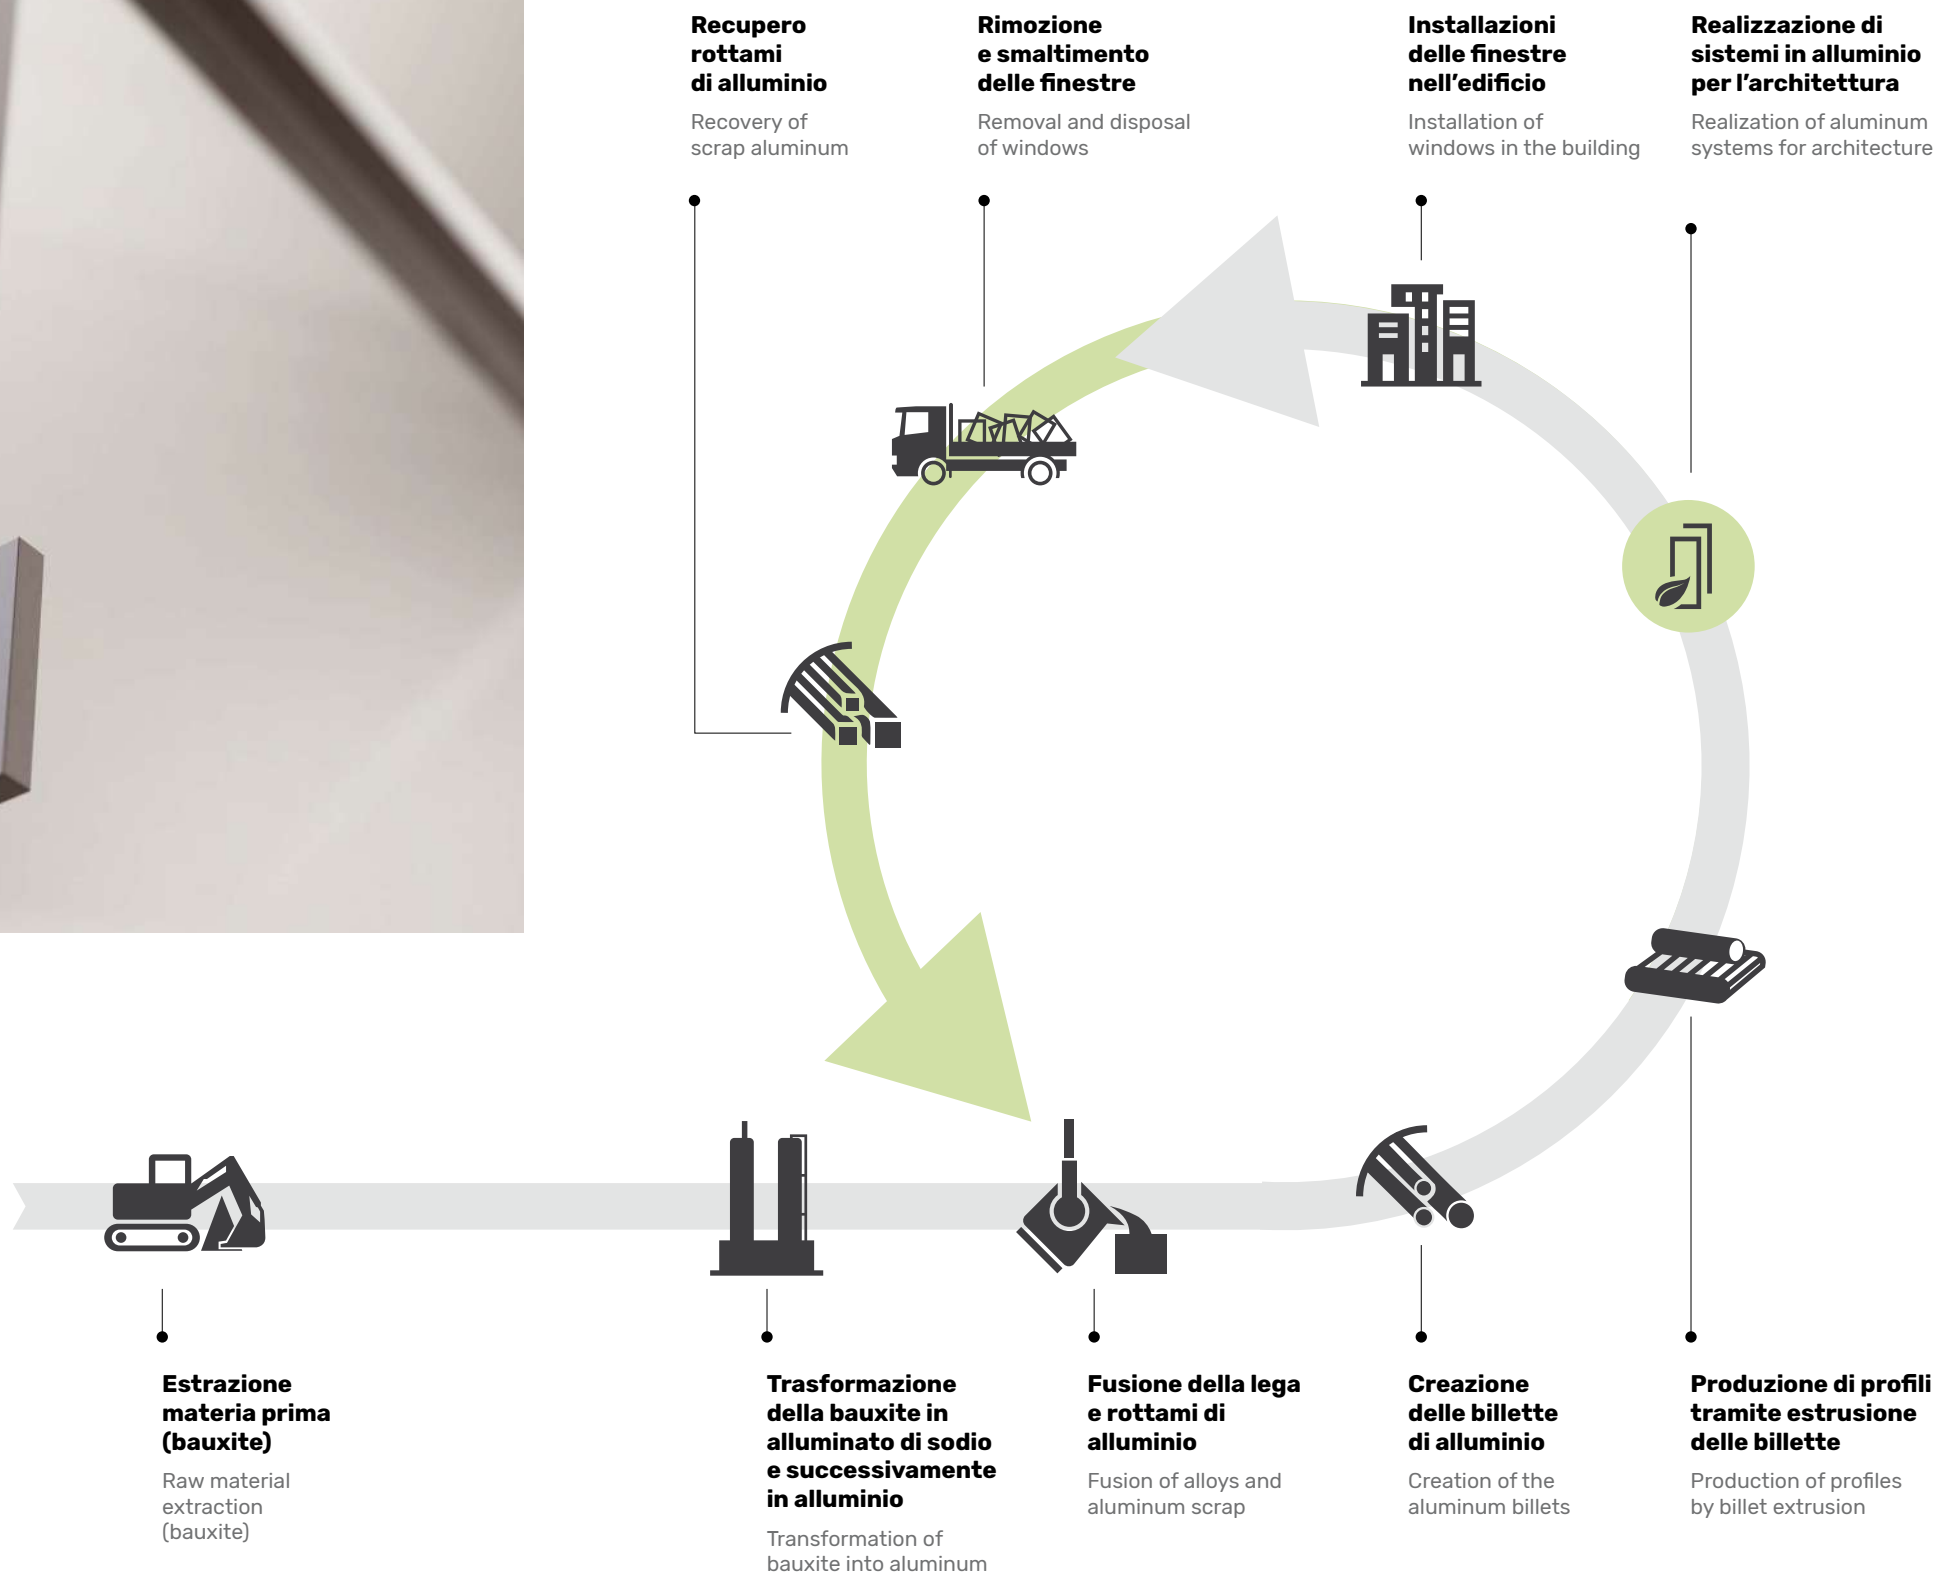 Recupero
rottami
di alluminio
Recovery of
scrap aluminum
Rimozione
e smaltimento
delle finestre
Removal and disposal
of windows
Installazioni
delle finestre
nell'edificio
Installation of
windows in the building
Realizzazione di
sistemi in alluminio
per l'architettura
Realization of aluminum
systems for architecture
Estrazione
materia prima
(bauxite)
Raw material
extraction
(bauxite)
Trasformazione
della bauxite in
alluminato di sodio
e successivamente
in alluminio
Transformation of
bauxite into aluminum
Fusione della lega
e rottami di
alluminio
Fusion of alloys and
aluminum scrap
Creazione
delle billette
di alluminio
Creation of the
aluminum billets
Produzione di profili
tramite estrusione
delle billette
Production of profiles
by billet extrusion